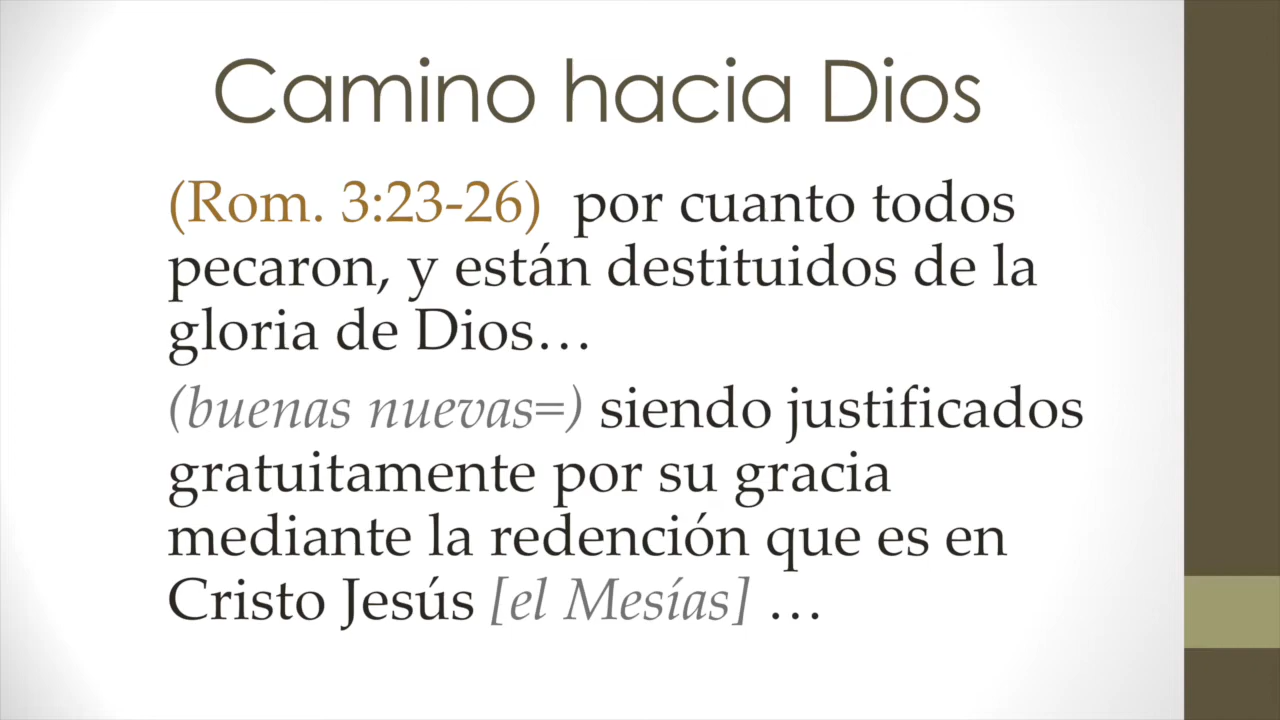 Camino hacia Dios
(Rom. 3:23-26) por cuanto todos
pecaron, y están destituidos de la
gloria de Dios…
(buenas nuevas=) siendo justificados
gratuitamente por su gracia
mediante la redención que es en
Cristo Jesús [el Mesías] …